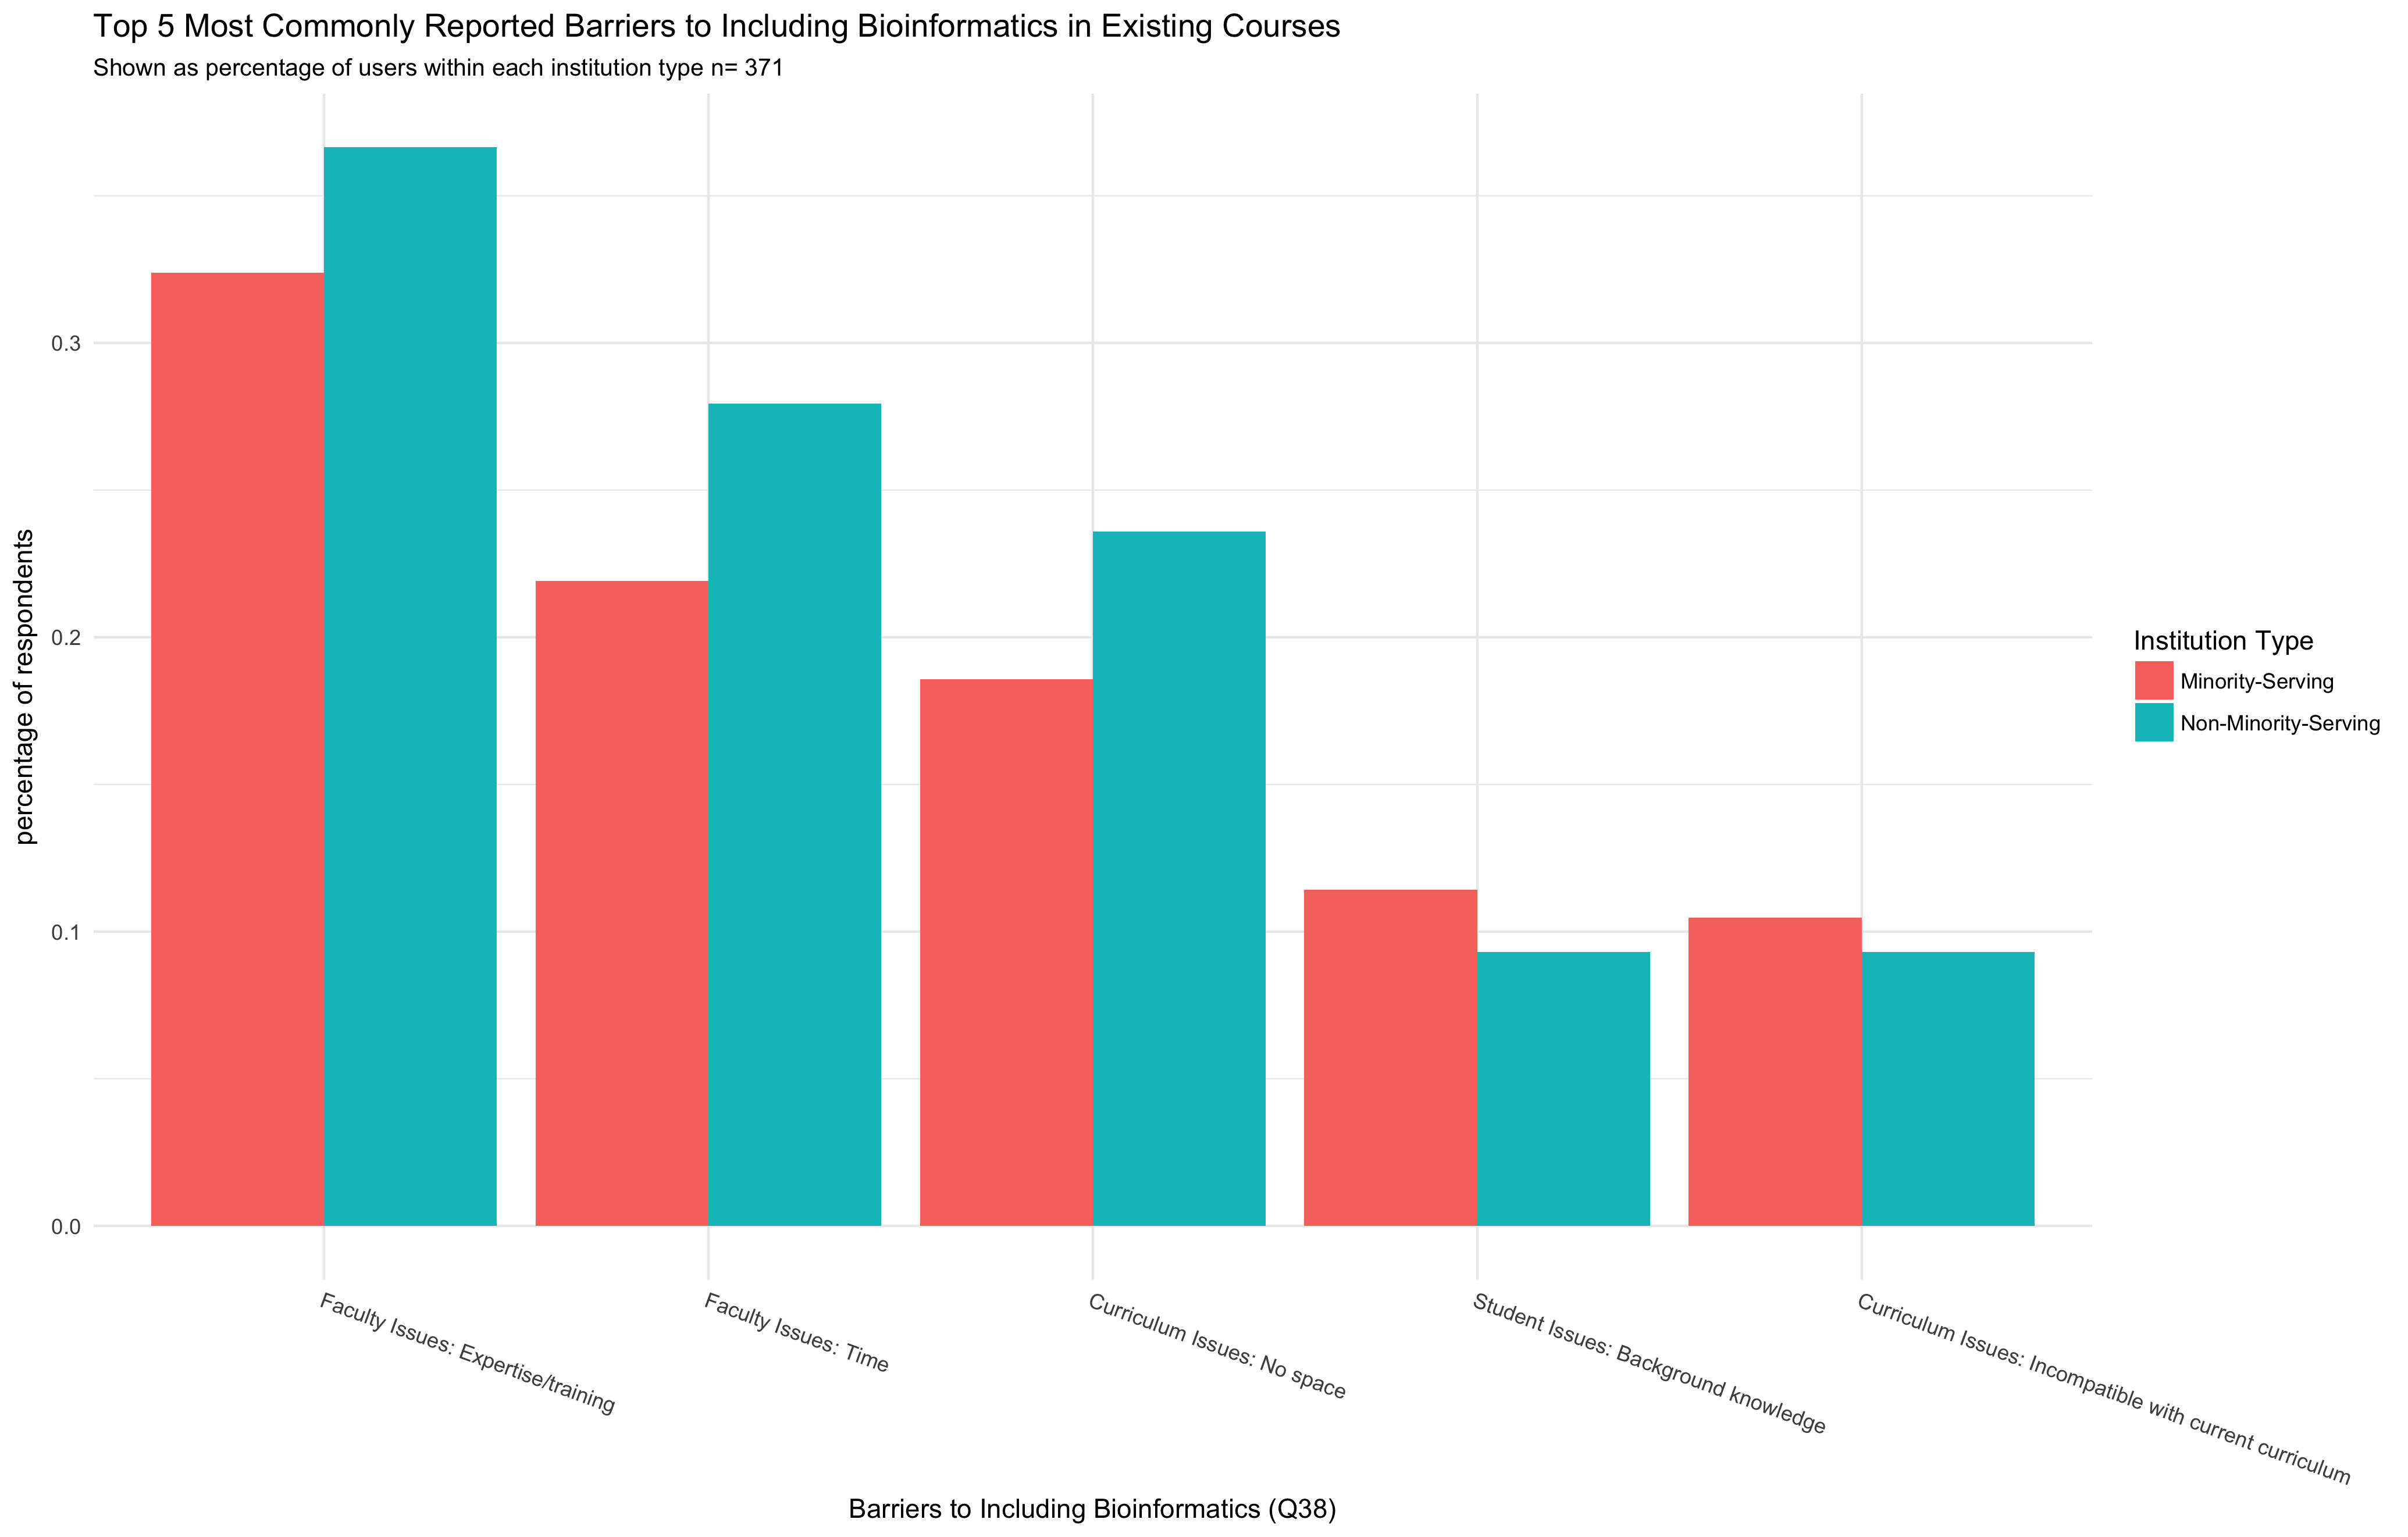 Top 5 Most Commonly Reported Barriers to Including Bioinformatics in Existing Courses
Shown as percentage of users within each institution type n= 371
percentage of respondents
0.3
0.2
0.1
0.0
Faculty Issues: Expertise/training
Faculty Issues: Time
Curriculum Issues: No space
Student Issues: Background knowledge
Curriculum Issues: Incompatible with current curriculum
Barriers to Including Bioinformatics (Q38)
Institution Type
Minority-Serving
Non-Minority-Serving